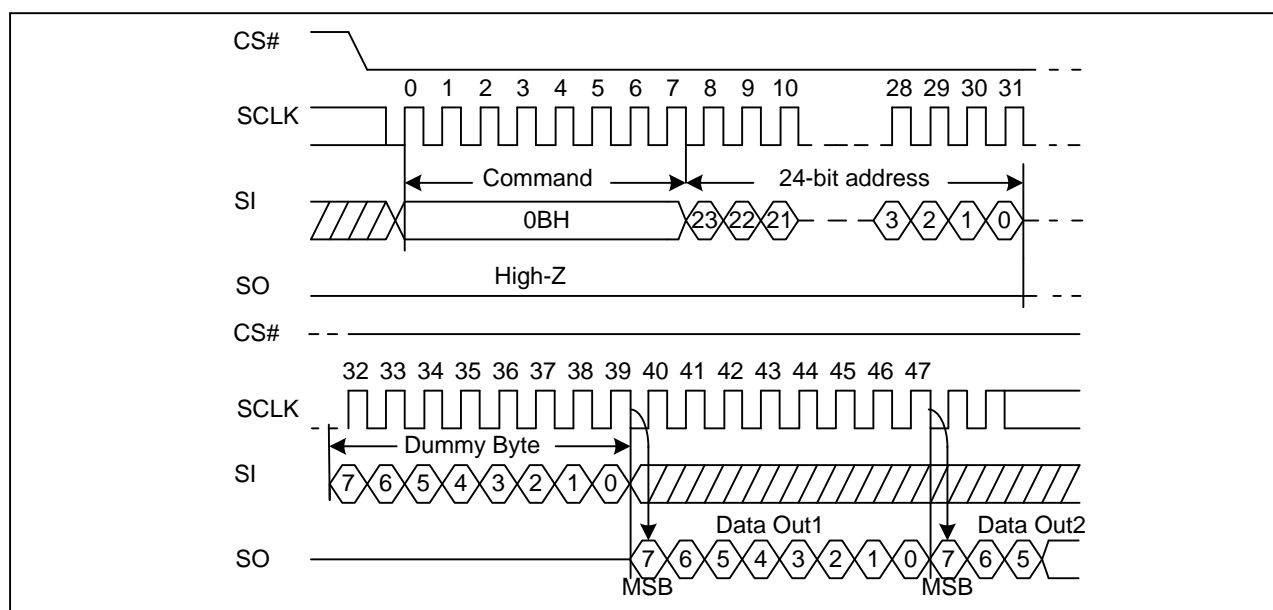 CS#
0 1 2 3 4 5 6 7 8 9 10 28 29 30 31
SCLK
Command 24-bit address
SI
0BH 23 22 21 3 2 1 0
High-Z
SO
CS#
32 33 34 35 36 37 38 39 40 41 42 43 44 45 46 47
SCLK
Dummy Byte
SI
7 6 5 4 3 2 1 0
Data Out1 Data Out2
SO
7 6 5 4 3 2 1 0 7 6 5
MSB MSB